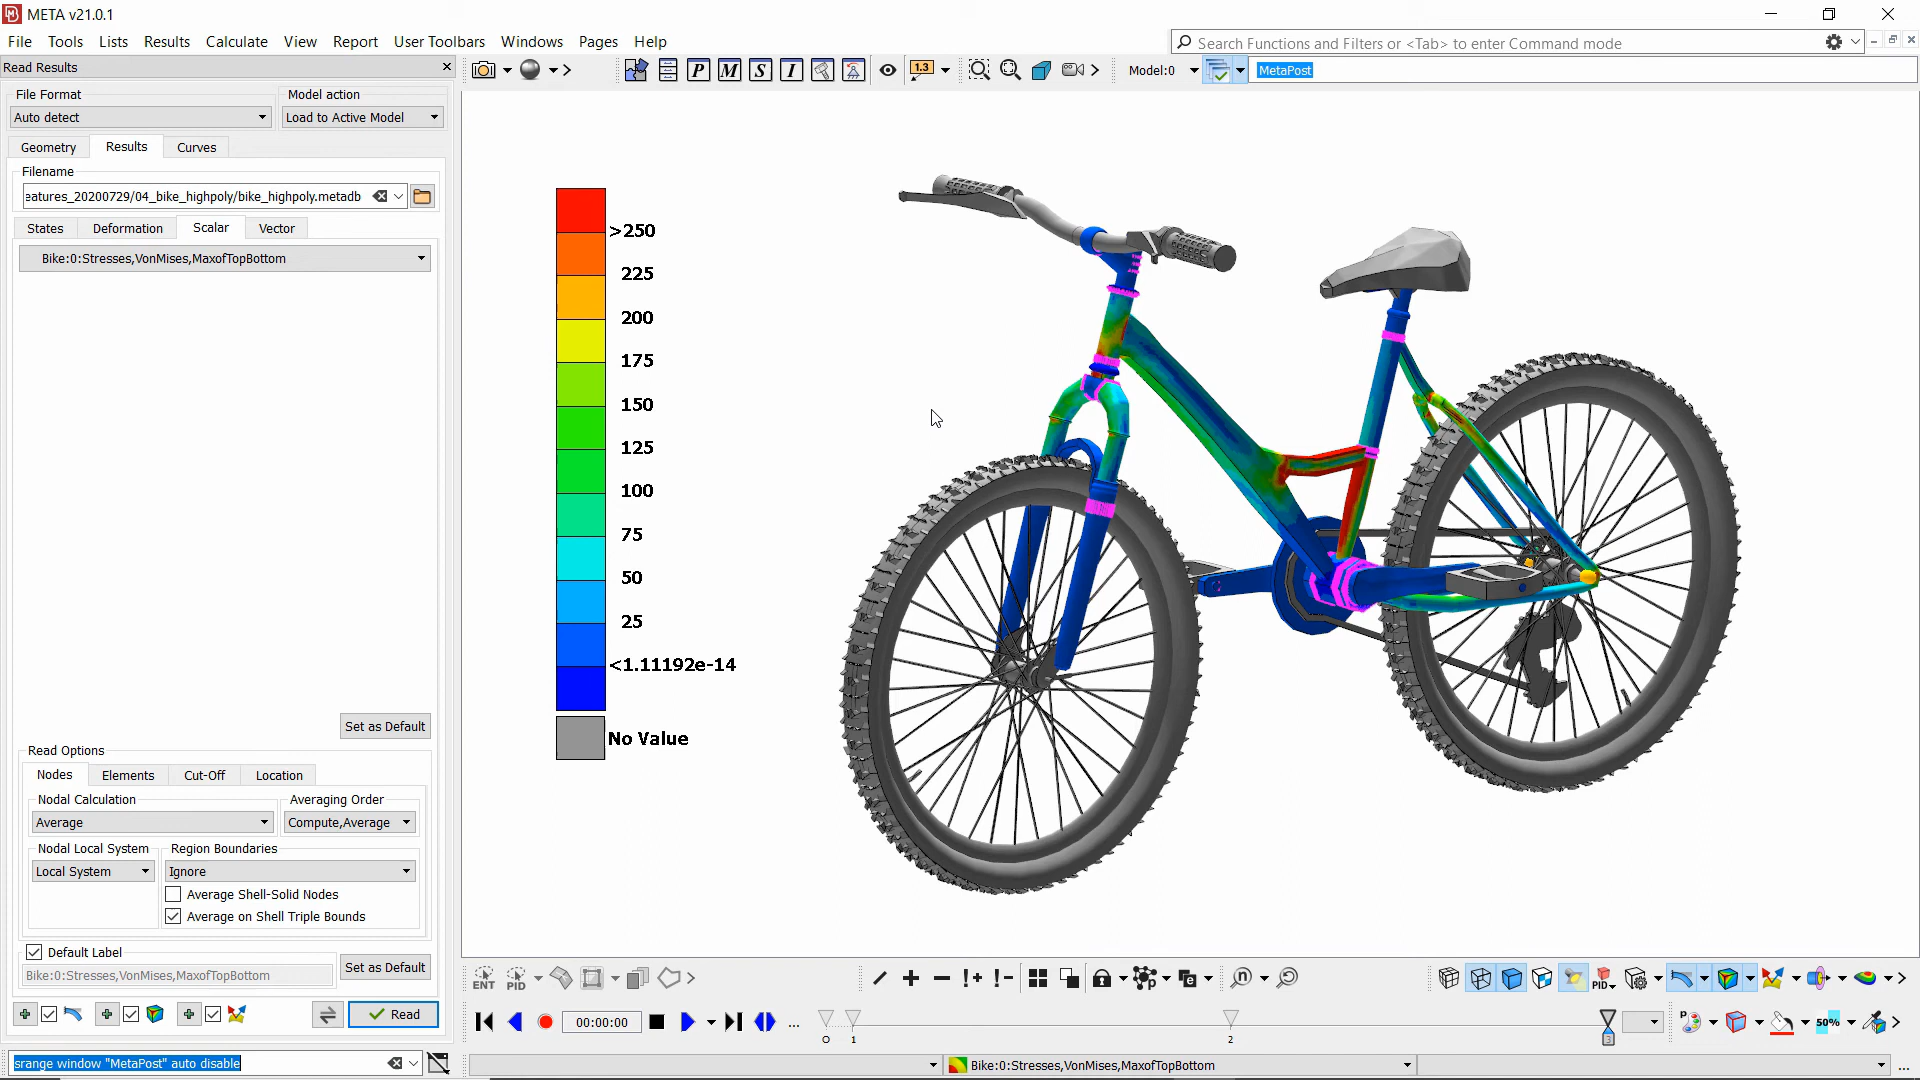 META v21.0.1
File Tools Lists Results Calculate View Report User Toolbars Windows Pages Help
Search Functions and Filters or <Tab> to enter Command mode
Read Results
P M S I 1.3 Model:0 MetaPost
File Format Model action
Auto detect Load to Active Model
Geometry Results Curves
Filename
eatures_20200729/04_bike_highpoly/bike_highpoly.metadb
States Deformation Scalar Vector
Bike:0:Stresses,VonMises,MaxofTopBottom
>250
225
200
175
150
125
100
75
50
25
<1.11192e-14
No Value
Set as Default
Read Options
Nodes Elements Cut-Off Location
Nodal Calculation Averaging Order
Average Compute,Average
Nodal Local System Region Boundaries
Local System Ignore
Average Shell-Solid Nodes
Average on Shell Triple Bounds
Default Label
Bike:0:Stresses,VonMises,MaxofTopBottom Set as Default
Read
ENT PID PID
00:00:00 ... 0 1 2 3 50%
srange window "MetaPost" auto disable
Bike:0:Stresses,VonMises,MaxofTopBottom ...